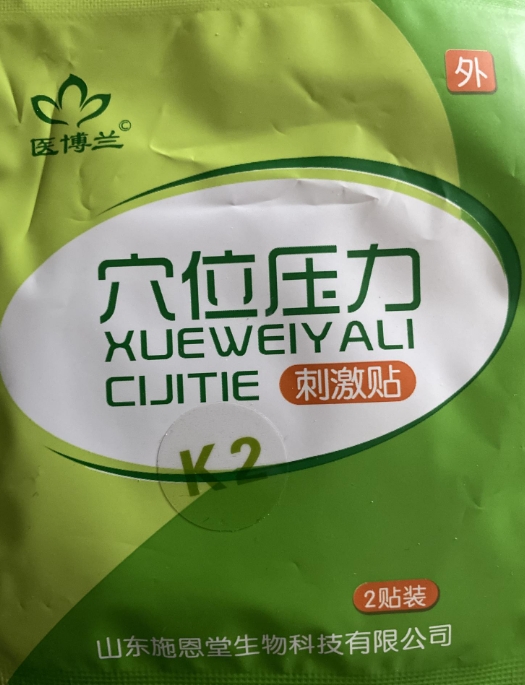 外
医博兰©
穴位压力
XUEWEIYALI
CIJITIE 刺激贴
K2
2贴装
山东施恩堂生物科技有限公司